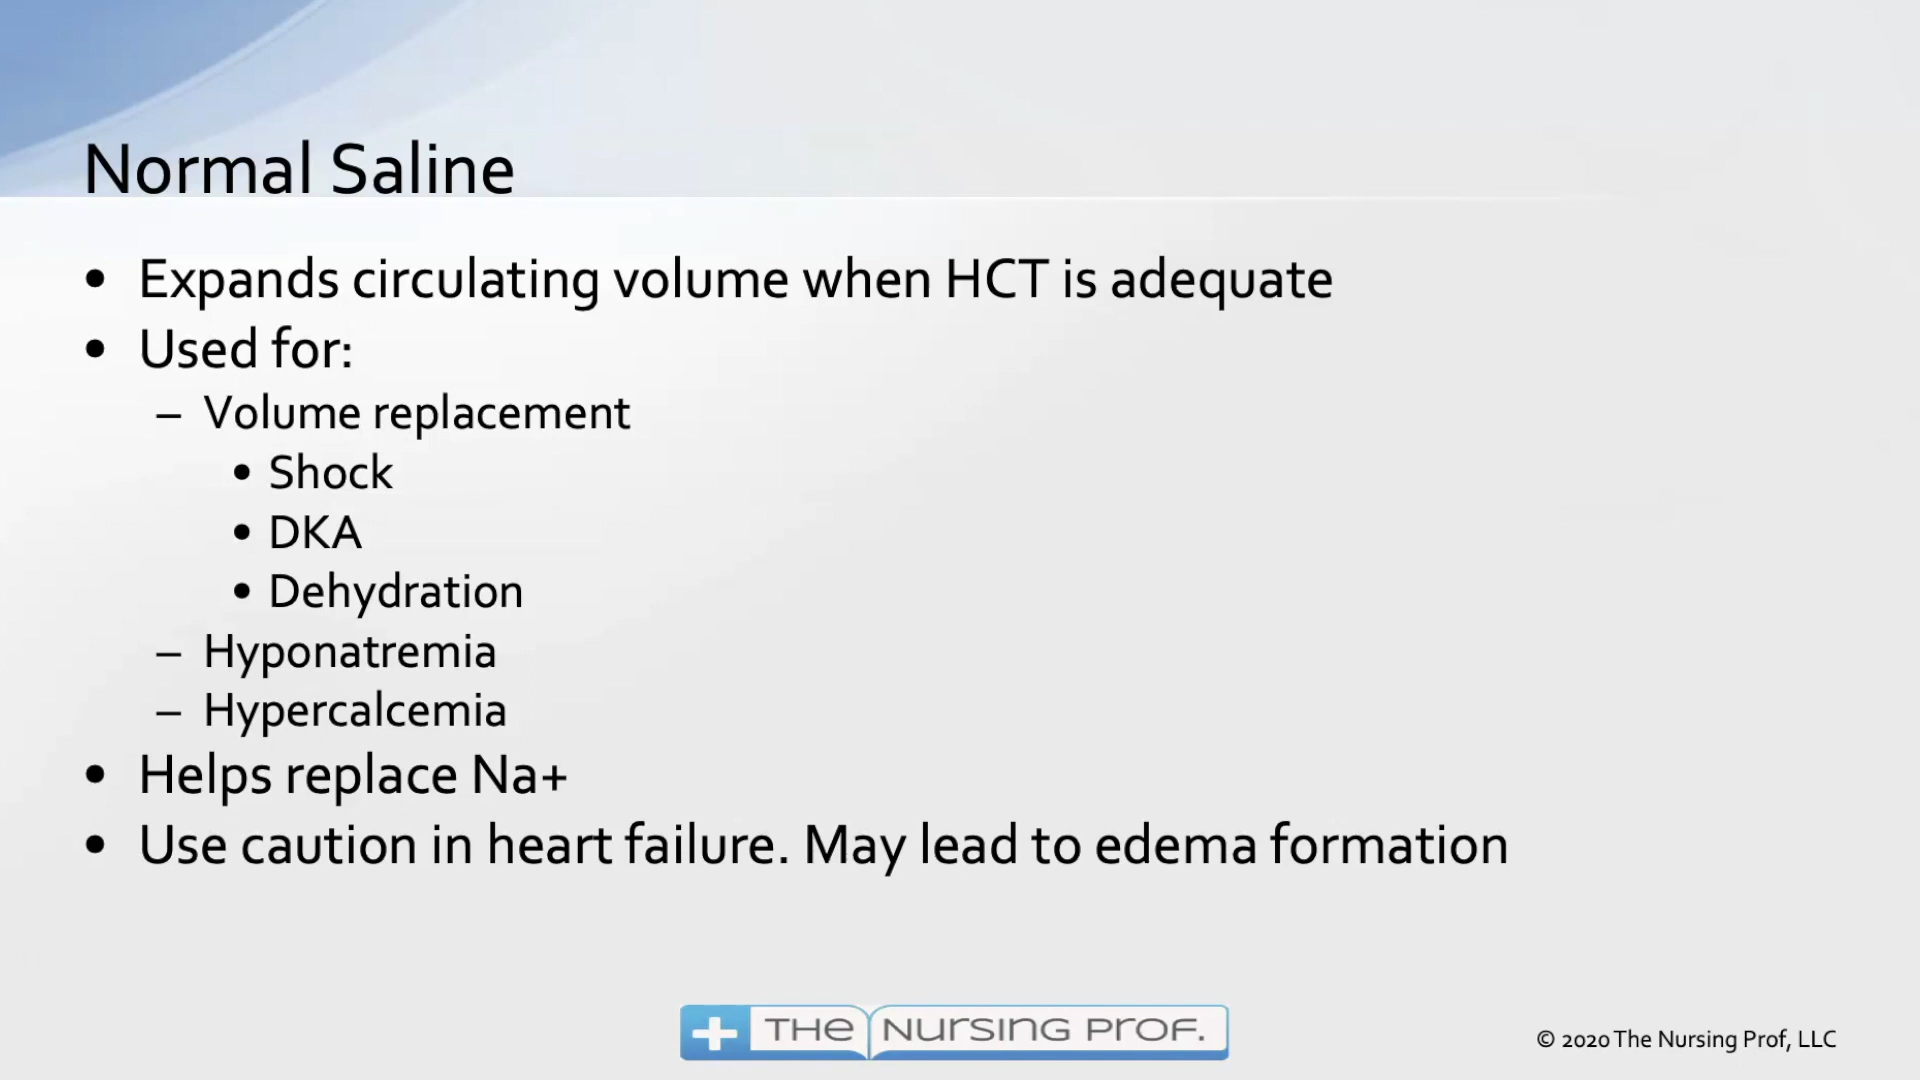 Normal Saline
• Expands circulating volume when HCT is adequate
• Used for:
– Volume replacement
• Shock
• DKA
• Dehydration
– Hyponatremia
– Hypercalcemia
• Helps replace Na+
• Use caution in heart failure. May lead to edema formation
THE NURSING PROF.
© 2020 The Nursing Prof, LLC